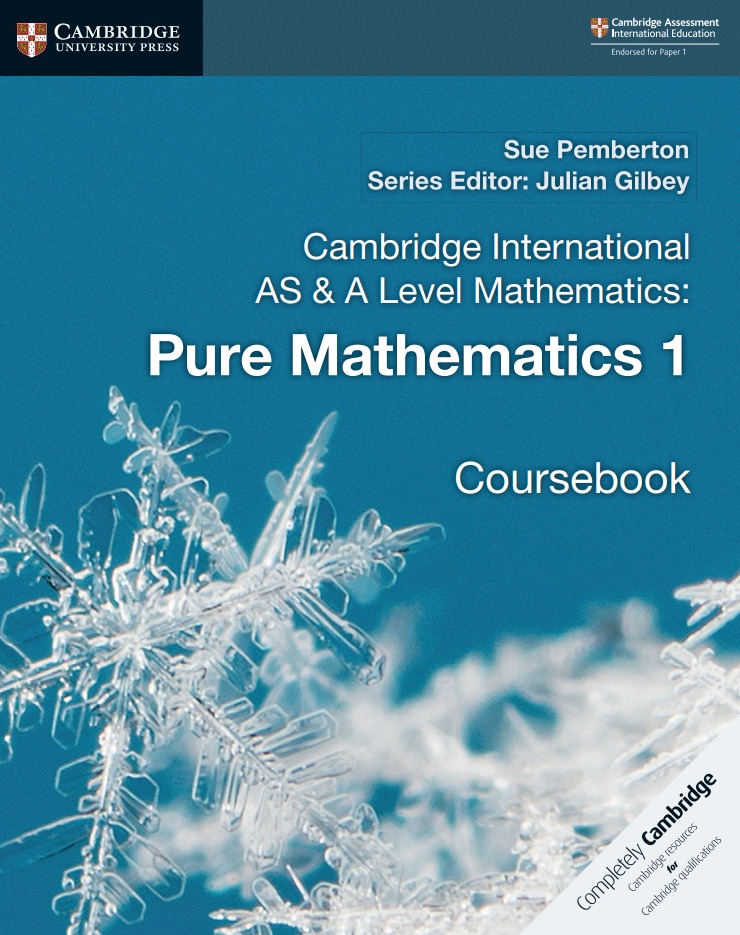 CAMBRIDGE
UNIVERSITY PRESS
Cambridge Assessment
International Education
Endorsed for Paper 1
Sue Pemberton
Series Editor: Julian Gilbey
Cambridge International
AS & A Level Mathematics:
Pure Mathematics 1
Coursebook
Completely Cambridge
Cambridge resources
for
Cambridge qualifications